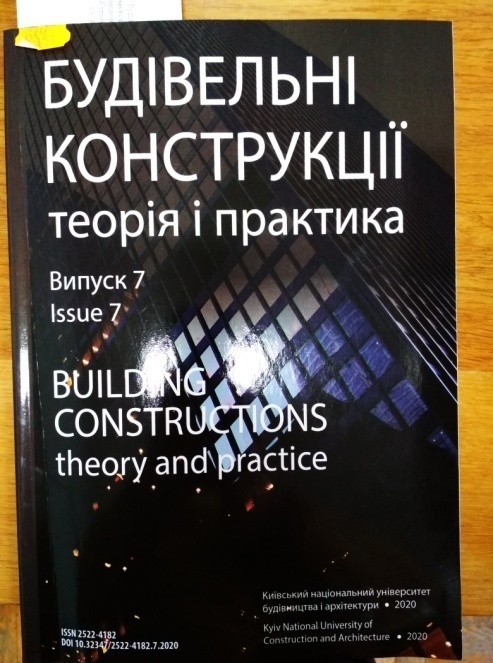 БУДІВЕЛЬНІ
КОНСТРУКЦІЇ
теорія і практика
Випуск 7
Issue 7
BUILDING
CONSTRUCTIONS
theory and practice
Київський національний університет
будівництва і архітектури • 2020
Kyiv National University of
Construction and Architecture • 2020
ISSN 2522-4182
DOI 10.32347/2522-4182.7.2020